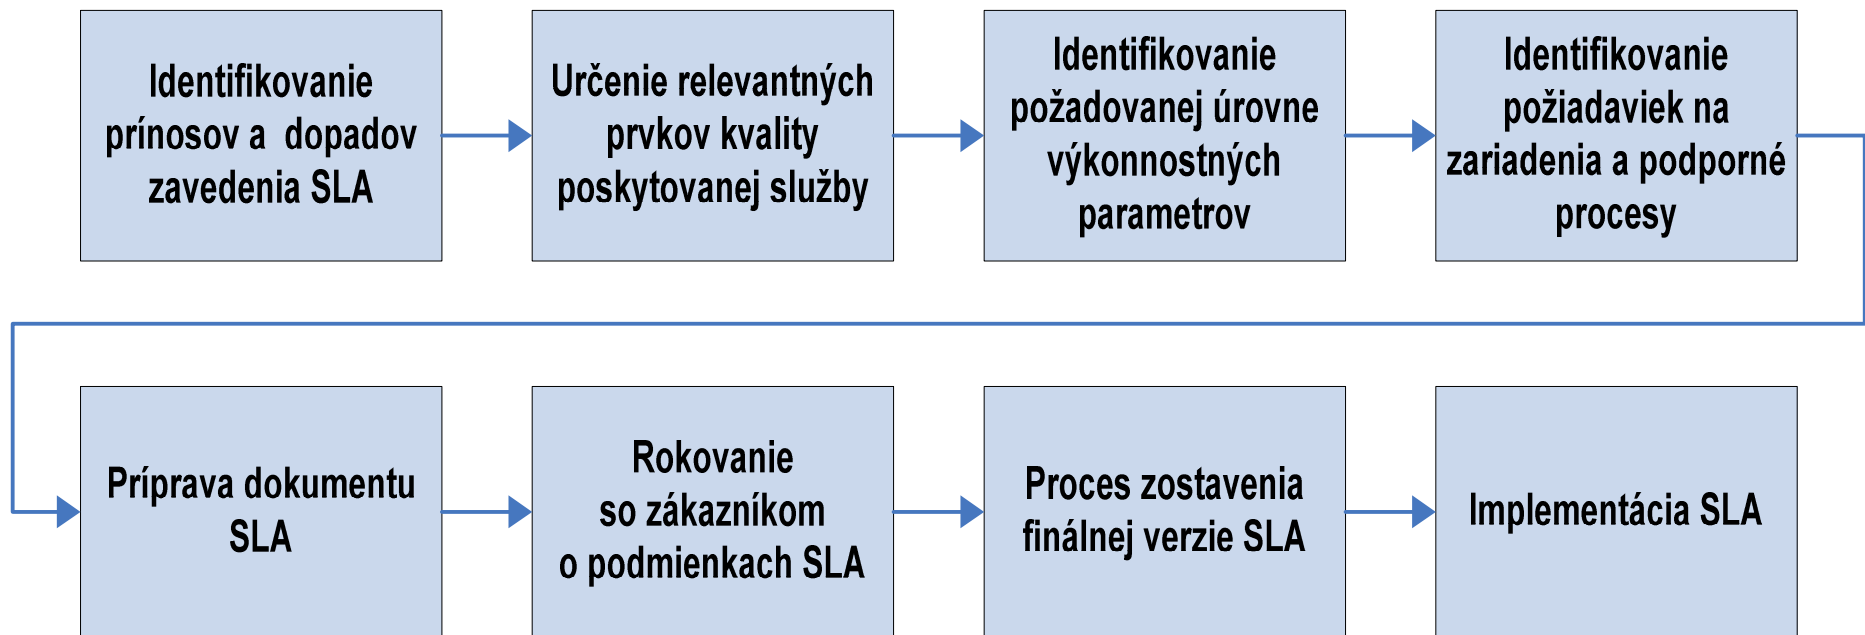 Identifikovanie
prínosov a  dopadov
zavedenia SLA
Určenie relevantných
prvkov kvality
poskytovanej služby
Identifikovanie
požadovanej úrovne
výkonnostných
parametrov
Identifikovanie
požiadaviek na
zariadenia a podporné
procesy
Príprava dokumentu
SLA
Rokovanie
so zákazníkom
o podmienkach SLA
Proces zostavenia
finálnej verzie SLA
Implementácia SLA